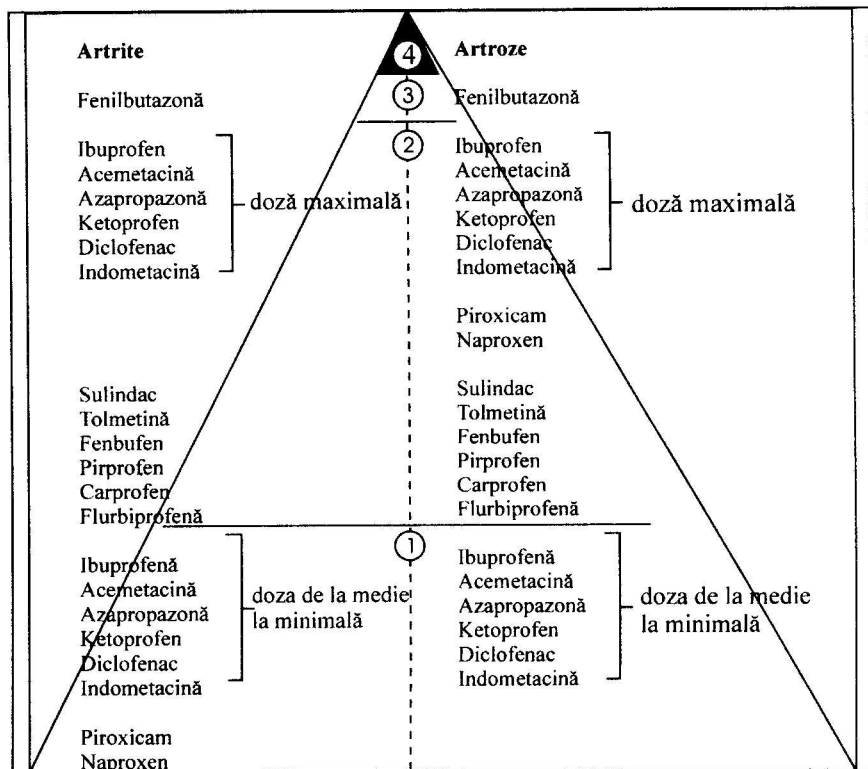 Artrite
Fenilbutazonă
Ibuprofen
Acemetacină
Azapropazonă
Ketoprofen
Diclofenac
Indometacină
doză maximală
Sulindac
Tolmetină
Fenbufen
Pirprofen
Carprofen
Flurbiprofenă
Ibuprofenă
Acemetacină
Azapropazonă
Ketoprofen
Diclofenac
Indometacină
doza de la medie
la minimală
Piroxicam
Naproxen
4
3
2
1
Artroze
Fenilbutazonă
Ibuprofen
Acemetacină
Azapropazonă
Ketoprofen
Diclofenac
Indometacină
doză maximală
Piroxicam
Naproxen
Sulindac
Tolmetină
Fenbufen
Pirprofen
Carprofen
Flurbiprofenă
Ibuprofenă
Acemetacină
Azapropazonă
Ketoprofen
Diclofenac
Indometacină
doza de la medie
la minimală